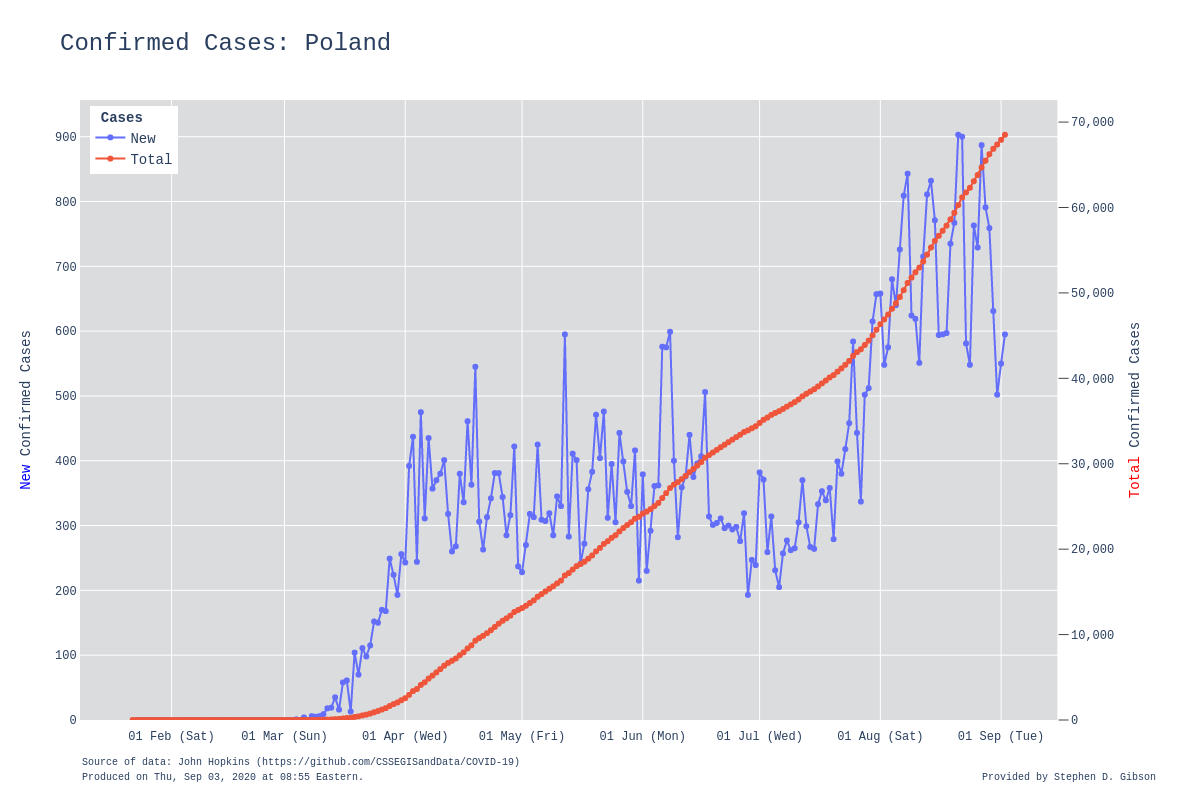 Confirmed Cases: Poland
Cases
New
Total
900
800
700
600
500
400
300
200
100
0
70,000
60,000
50,000
40,000
30,000
20,000
10,000
0
New Confirmed Cases
Total Confirmed Cases
01 Feb (Sat)
01 Mar (Sun)
01 Apr (Wed)
01 May (Fri)
01 Jun (Mon)
01 Jul (Wed)
01 Aug (Sat)
01 Sep (Tue)
Source of data: John Hopkins (https://github.com/CSSEGISandData/COVID-19)
Produced on Thu, Sep 03, 2020 at 08:55 Eastern.
Provided by Stephen D. Gibson